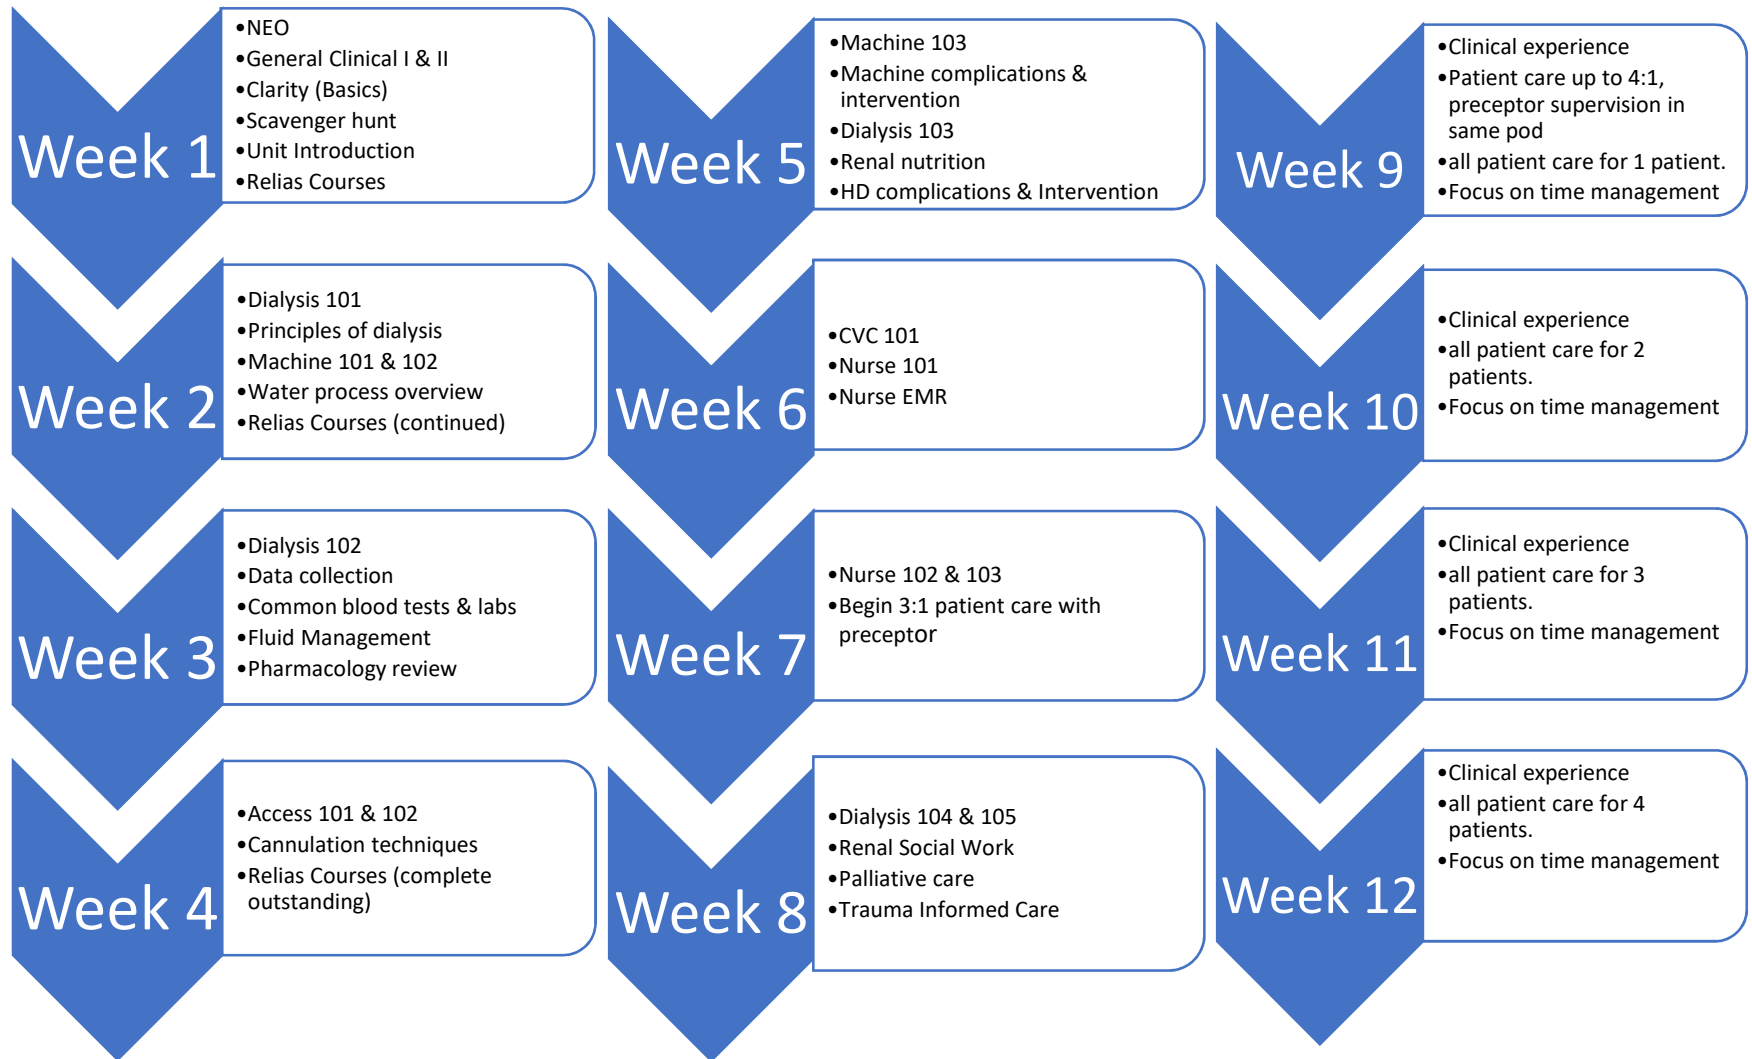 Week 1
•NEO
•General Clinical I & II
•Clarity (Basics)
•Scavenger hunt
•Unit Introduction
•Relias Courses
Week 2
•Dialysis 101
•Principles of dialysis
•Machine 101 & 102
•Water process overview
•Relias Courses (continued)
Week 3
•Dialysis 102
•Data collection
•Common blood tests & labs
•Fluid Management
•Pharmacology review
Week 4
•Access 101 & 102
•Cannulation techniques
•Relias Courses (complete
outstanding)
Week 5
•Machine 103
•Machine complications &
intervention
•Dialysis 103
•Renal nutrition
•HD complications & Intervention
Week 6
•CVC 101
•Nurse 101
•Nurse EMR
Week 7
•Nurse 102 & 103
•Begin 3:1 patient care with
preceptor
Week 8
•Dialysis 104 & 105
•Renal Social Work
•Palliative care
•Trauma Informed Care
Week 9
•Clinical experience
•Patient care up to 4:1,
preceptor supervision in
same pod
•all patient care for 1 patient.
•Focus on time management
Week 10
•Clinical experience
•all patient care for 2
patients.
•Focus on time management
Week 11
•Clinical experience
•all patient care for 3
patients.
•Focus on time management
Week 12
•Clinical experience
•all patient care for 4
patients.
•Focus on time management